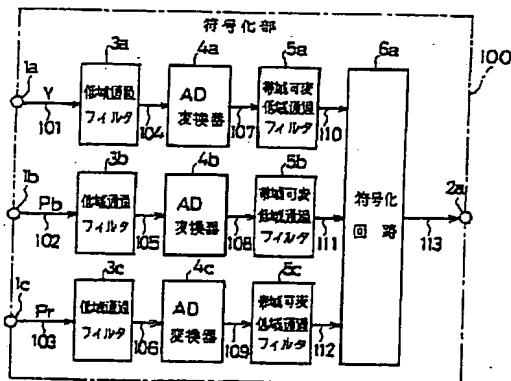 符号化部
100
3a
4a
5a
6a
1a
Y
101
低域通過
フィルタ
104
AD
変換器
107
帯域可変
低域通過
フィルタ
110
3b
4b
5b
1b
Pb
102
低域通過
フィルタ
105
AD
変換器
108
帯域可変
低域通過
フィルタ
111
符号化
回路
113
2a
3c
4c
5c
1c
Pr
103
低域通過
フィルタ
106
AD
変換器
109
帯域可変
低域通過
フィルタ
112